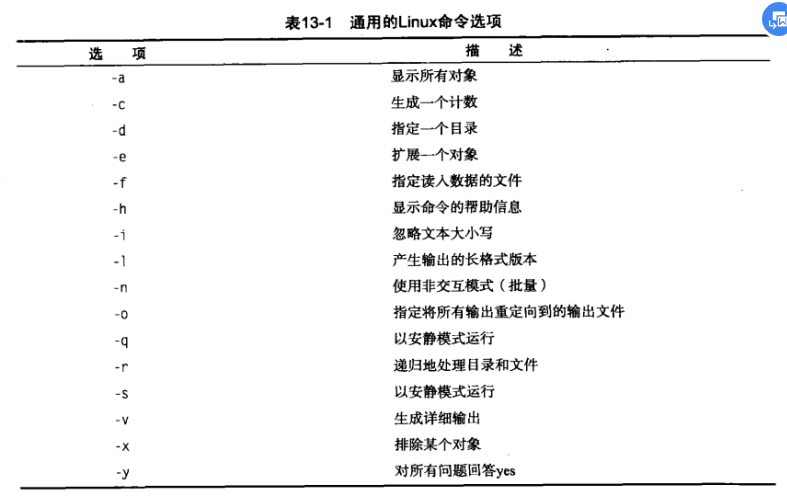 表13-1 通用的Linux命令选项
选 项 描 述
-a 显示所有对象
-c 生成一个计数
-d 指定一个目录
-e 扩展一个对象
-f 指定读入数据的文件
-h 显示命令的帮助信息
-i 忽略文本大小写
-l 产生输出的长格式版本
-n 使用非交互模式（批量）
-o 指定将所有输出重定向到的输出文件
-q 以安静模式运行
-r 递归地处理目录和文件
-s 以安静模式运行
-v 生成详细输出
-x 排除某个对象
-y 对所有问题回答yes